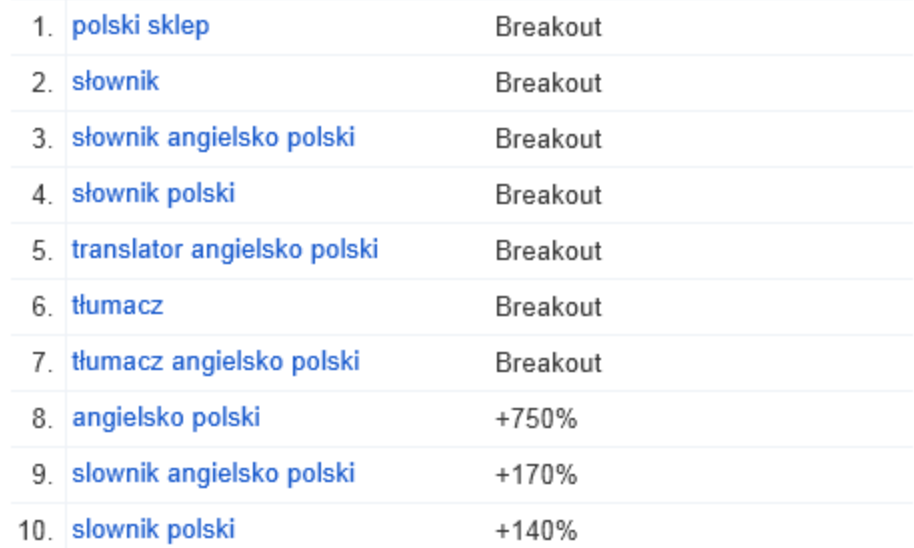 1. polski sklep Breakout
2. słownik Breakout
3. słownik angielsko polski Breakout
4. słownik polski Breakout
5. translator angielsko polski Breakout
6. tłumacz Breakout
7. tłumacz angielsko polski Breakout
8. angielsko polski +750%
9. slownik angielsko polski +170%
10. slownik polski +140%